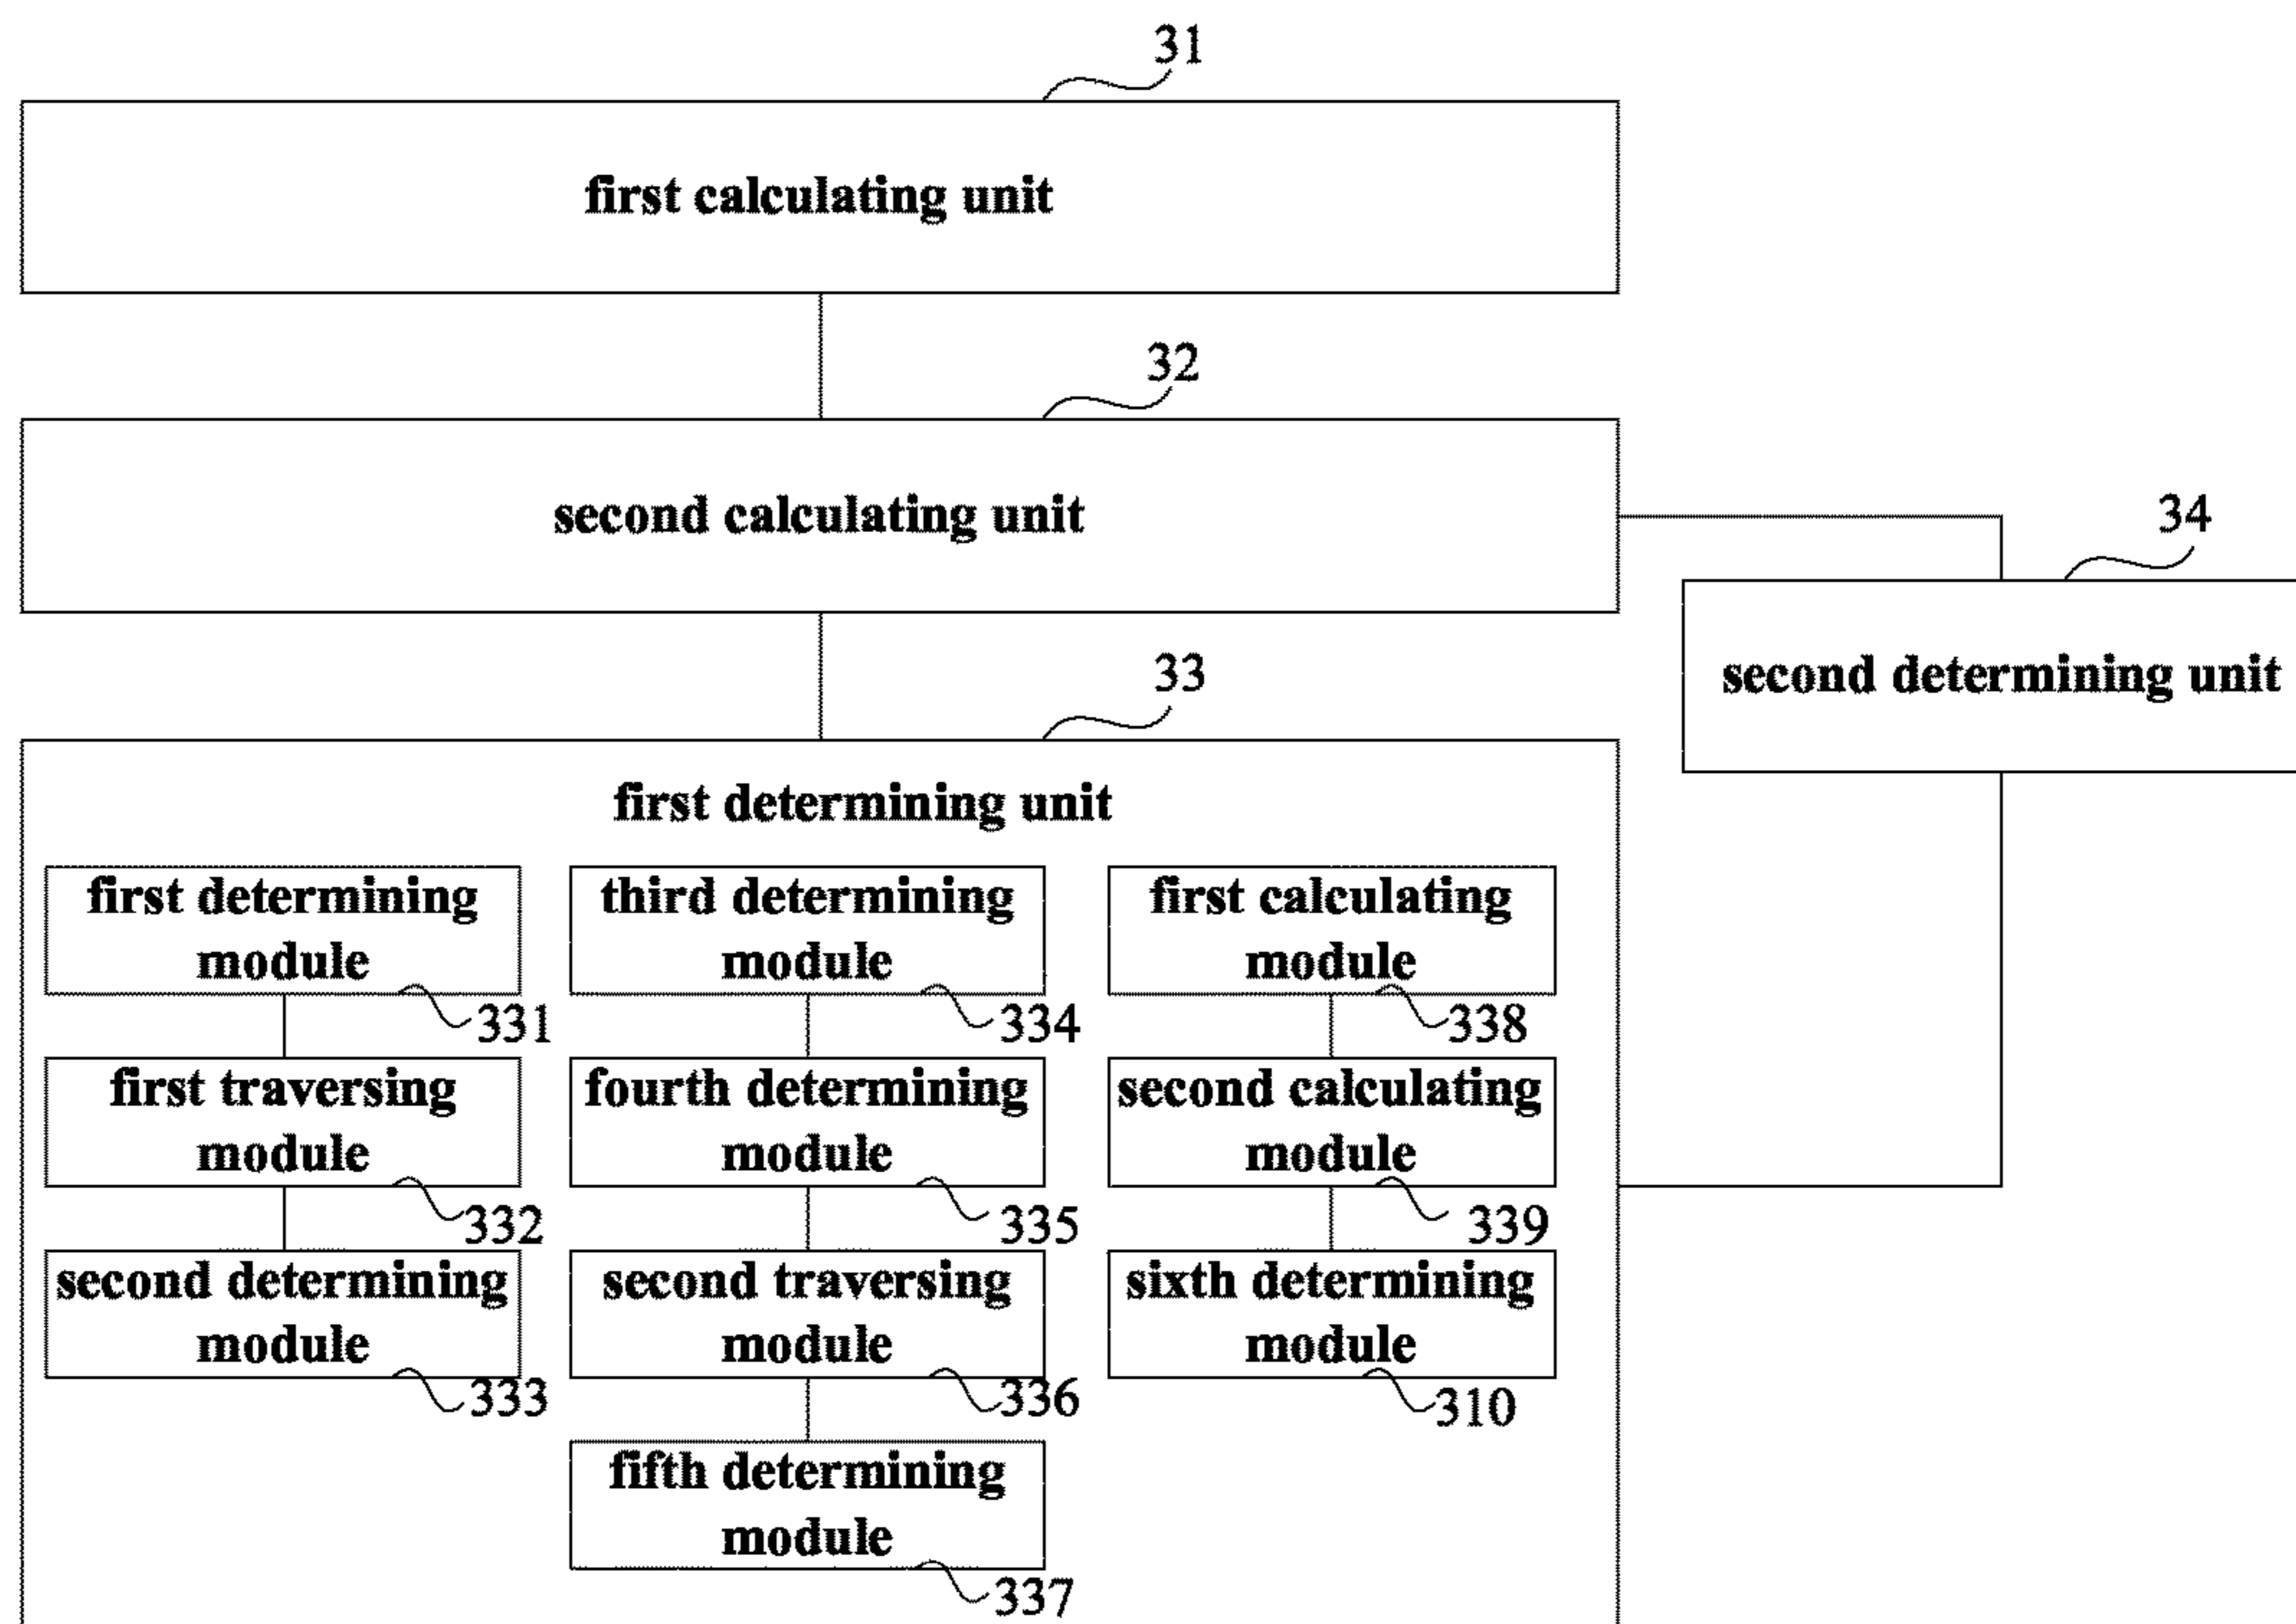 31
first calculating unit
32
second calculating unit
34
second determining unit
33
first determining unit
first determining
module
331
third determining
module
334
first calculating
module
338
first traversing
module
332
fourth determining
module
335
second calculating
module
339
second determining
module
333
second traversing
module
336
sixth determining
module
310
fifth determining
module
337